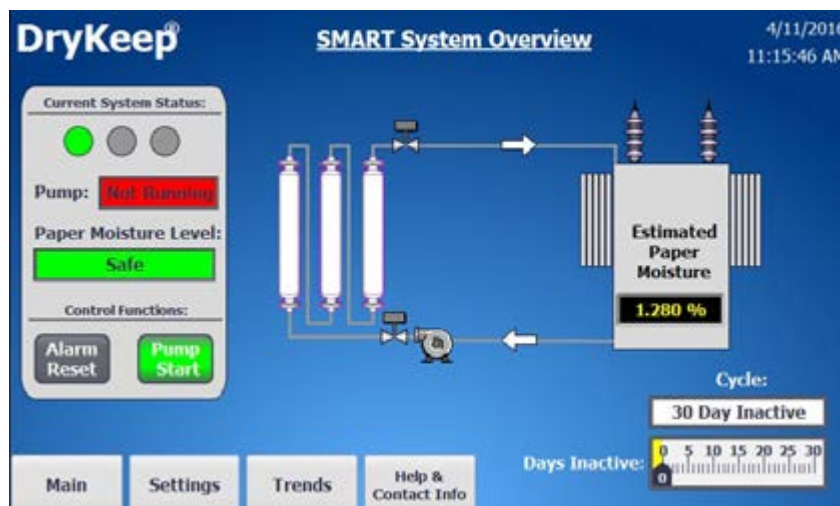 DryKeep®
SMART System Overview
4/11/2016
11:15:46 AM
Current System Status:
Pump: Not Running
Paper Moisture Level:
Safe
Control Functions:
Alarm
Reset
Pump
Start
Estimated
Paper
Moisture
1.280 %
Cycle:
30 Day Inactive
Days Inactive:
0 5 10 15 20 25 30
0
Main
Settings
Trends
Help &
Contact Info